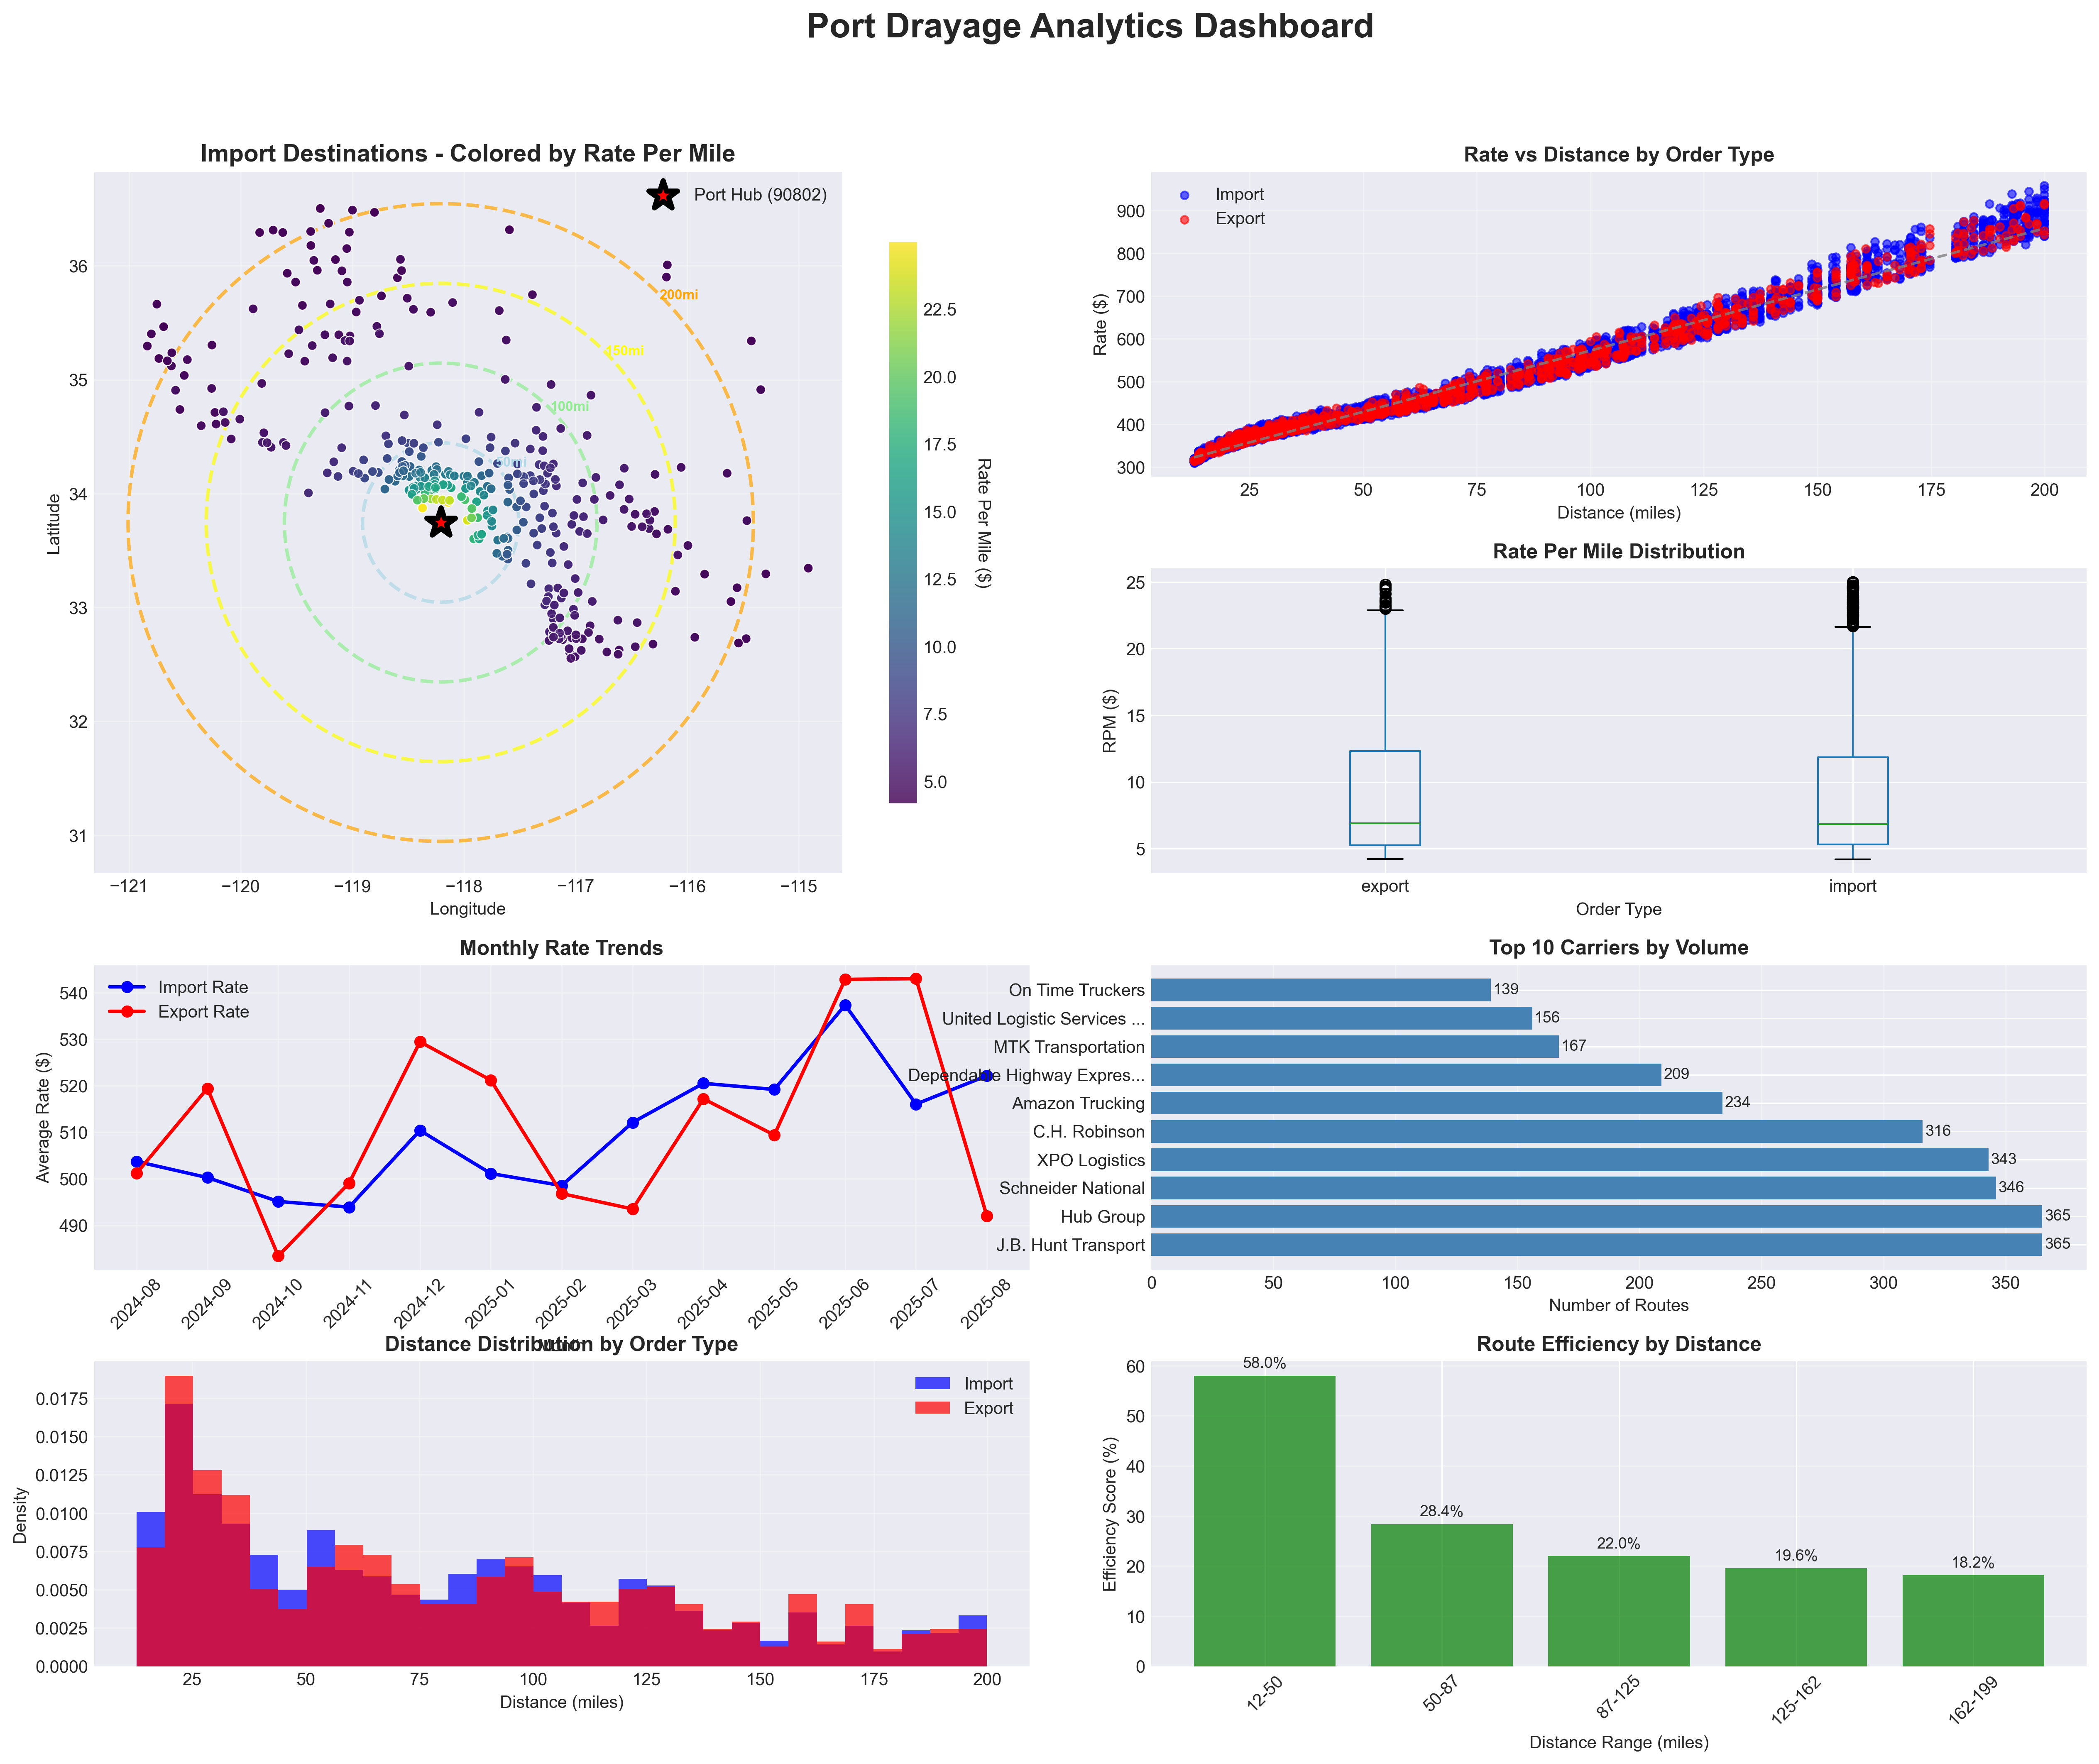 Port Drayage Analytics Dashboard
Import Destinations - Colored by Rate Per Mile
Port Hub (90802)
200mi
150mi
100mi
50mi
36
35
34
33
32
31
Latitude
−121
−120
−119
−118
−117
−116
−115
Longitude
22.5
20.0
17.5
15.0
12.5
10.0
7.5
5.0
Rate Per Mile ($)
Rate vs Distance by Order Type
Import
Export
900
800
700
600
500
400
300
Rate ($)
25
50
75
100
125
150
175
200
Distance (miles)
Rate Per Mile Distribution
25
20
15
10
5
RPM ($)
export
import
Order Type
Monthly Rate Trends
Import Rate
Export Rate
540
530
520
510
500
490
Average Rate ($)
2024-08
2024-09
2024-10
2024-11
2024-12
2025-01
2025-02
2025-03
2025-04
2025-05
2025-06
2025-07
2025-08
Month
Top 10 Carriers by Volume
On Time Truckers
139
United Logistic Services ...
156
MTK Transportation
167
Dependable Highway Expres...
209
Amazon Trucking
234
C.H. Robinson
316
XPO Logistics
343
Schneider National
346
Hub Group
365
J.B. Hunt Transport
365
0
50
100
150
200
250
300
350
Number of Routes
Distance Distribution by Order Type
Import
Export
0.0175
0.0150
0.0125
0.0100
0.0075
0.0050
0.0025
0.0000
Density
25
50
75
100
125
150
175
200
Distance (miles)
Route Efficiency by Distance
60
50
40
30
20
10
0
Efficiency Score (%)
58.0%
28.4%
22.0%
19.6%
18.2%
12-50
50-87
87-125
125-162
162-199
Distance Range (miles)